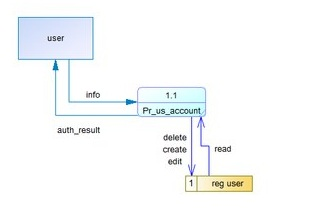 user
info
1.1
Pr_us_account
auth_result
delete
create
edit
read
1 reg user